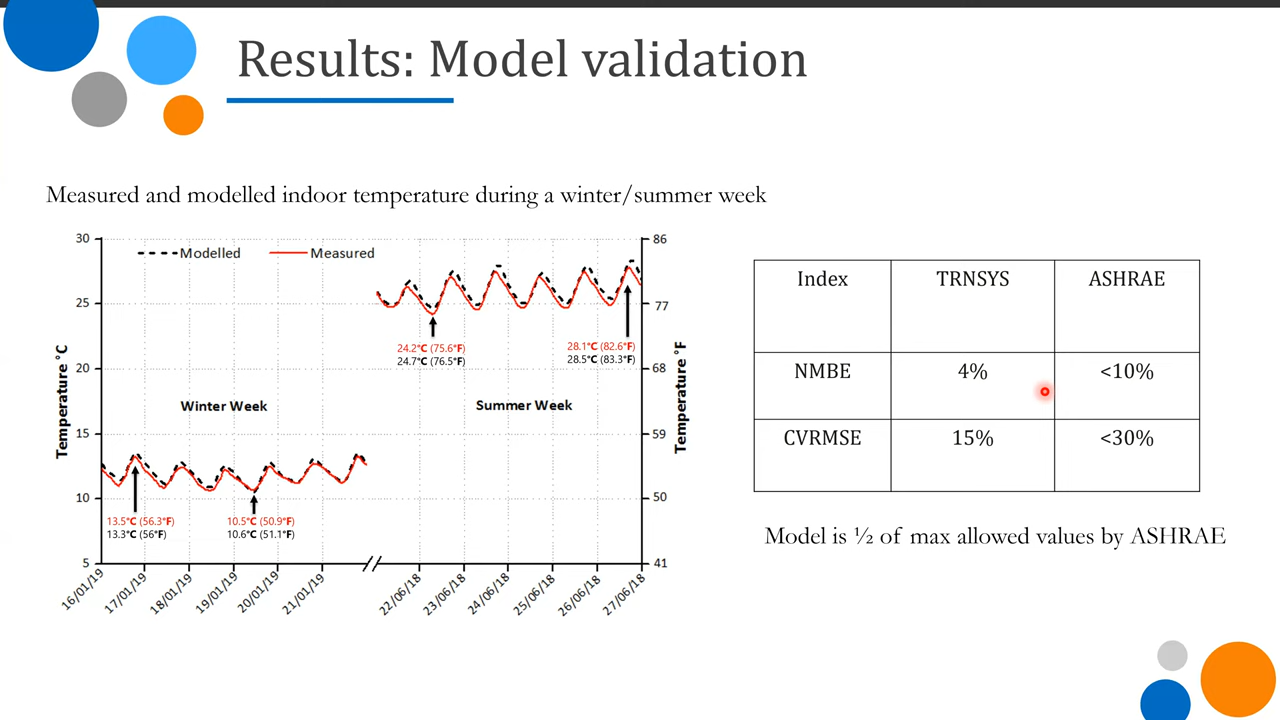 Results: Model validation
Measured and modelled indoor temperature during a winter/summer week
Modelled Measured
30
25
20
15
10
5
Temperature °C
86
77
68
59
50
41
Temperature °F
24.2°C (75.6°F)
24.7°C (76.5°F)
28.1°C (82.6°F)
28.5°C (83.3°F)
Winter Week
Summer Week
13.5°C (56.3°F)
13.3°C (56°F)
10.5°C (50.9°F)
10.6°C (51.1°F)
16/01/19
17/01/19
18/01/19
19/01/19
20/01/19
21/01/19
22/06/18
23/06/18
24/06/18
25/06/18
26/06/18
27/06/18
Index TRNSYS ASHRAE
NMBE 4% <10%
CVRMSE 15% <30%
Model is ½ of max allowed values by ASHRAE